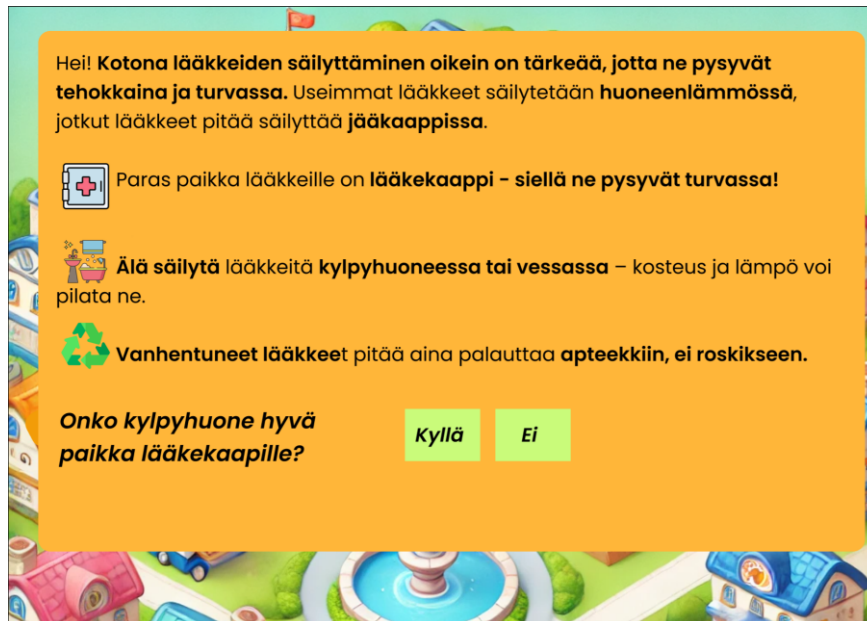 Hei! Kotona lääkkeiden säilyttäminen oikein on tärkeää, jotta ne pysyvät
tehokkaina ja turvassa. Useimmat lääkkeet säilytetään huoneenlämmössä,
jotkut lääkkeet pitää säilyttää jääkaappissa.
Paras paikka lääkkeille on lääkekaappi - siellä ne pysyvät turvassa!
Älä säilytä lääkkeitä kylpyhuoneessa tai vessassa – kosteus ja lämpö voi
pilata ne.
Vanhentuneet lääkkeet pitää aina palauttaa apteekkiin, ei roskikseen.
Onko kylpyhuone hyvä
paikka lääkekaapille?
Kyllä
Ei